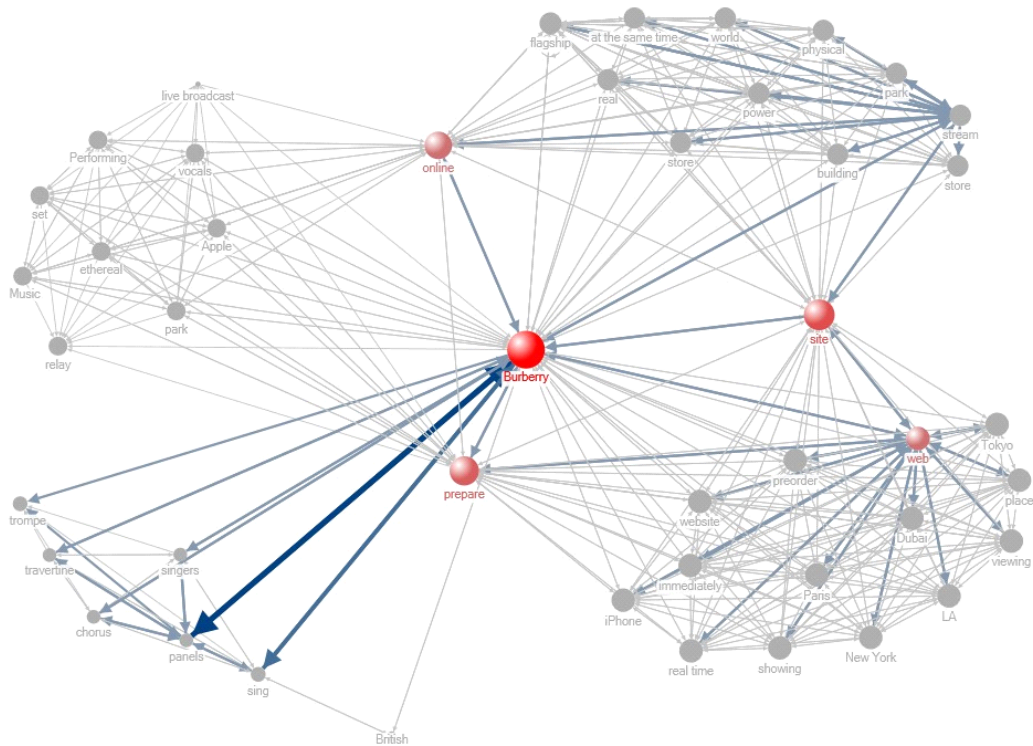 flagship
at the same time
world
physical
park
real
power
stream
live broadcast
online
store
building
store
Performing
vocals
set
Apple
ethereal
Music
park
relay
site
Burberry
web
Tokyo
preorder
place
prepare
website
trompe
Dubai
viewing
travertine
singers
immediately
Paris
iPhone
LA
chorus
panels
real time
showing
New York
sing
British